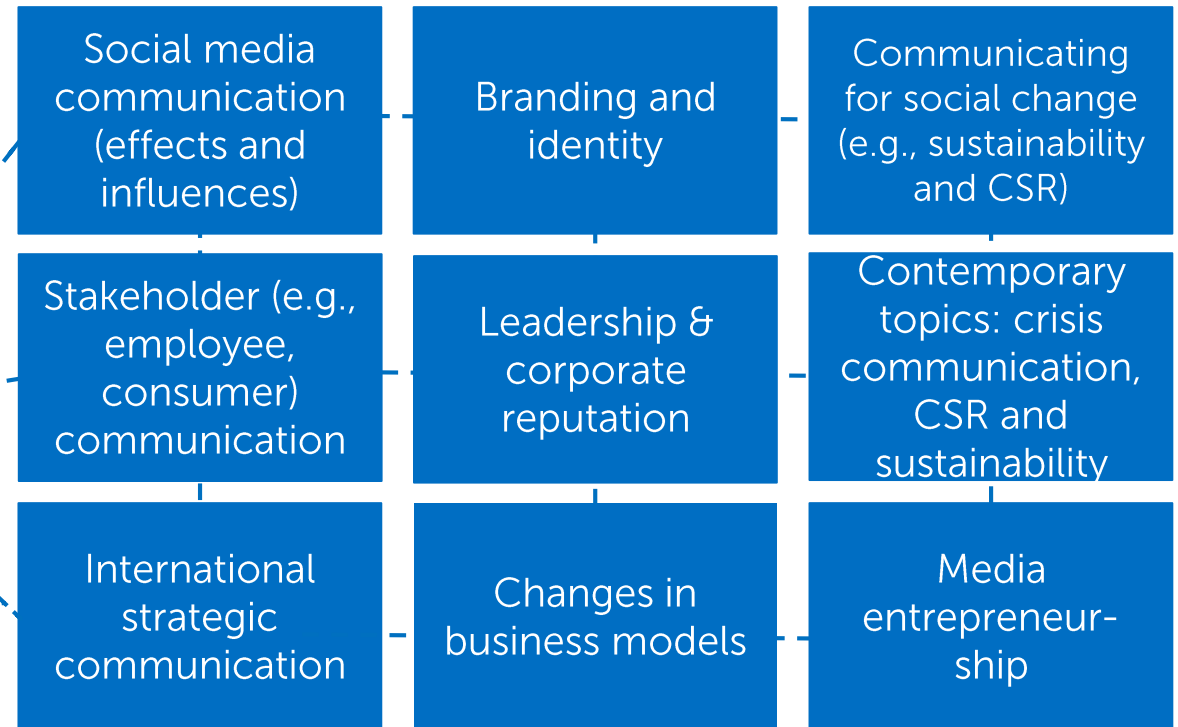 Social media
communication
(effects and
influences)
Branding and
identity
Communicating
for social change
(e.g., sustainability
and CSR)
Stakeholder (e.g.,
employee,
consumer)
communication
Leadership &
corporate
reputation
Contemporary
topics: crisis
communication,
CSR and
sustainability
International
strategic
communication
Changes in
business models
Media
entrepreneur-
ship